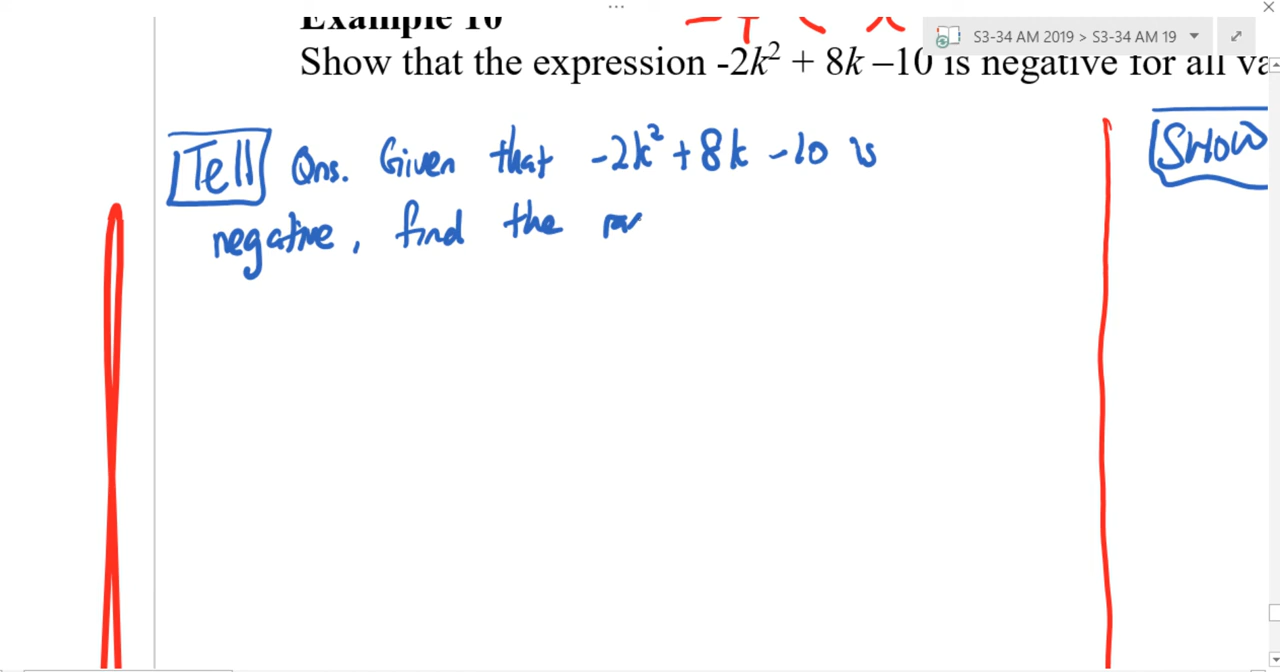 Example 10
S3-34 AM 2019 > S3-34 AM 19
Show that the expression -2k² + 8k –10 is negative for all va
Tell Qns. Given that -2k² + 8k -10 is
SHOW
negative, find the